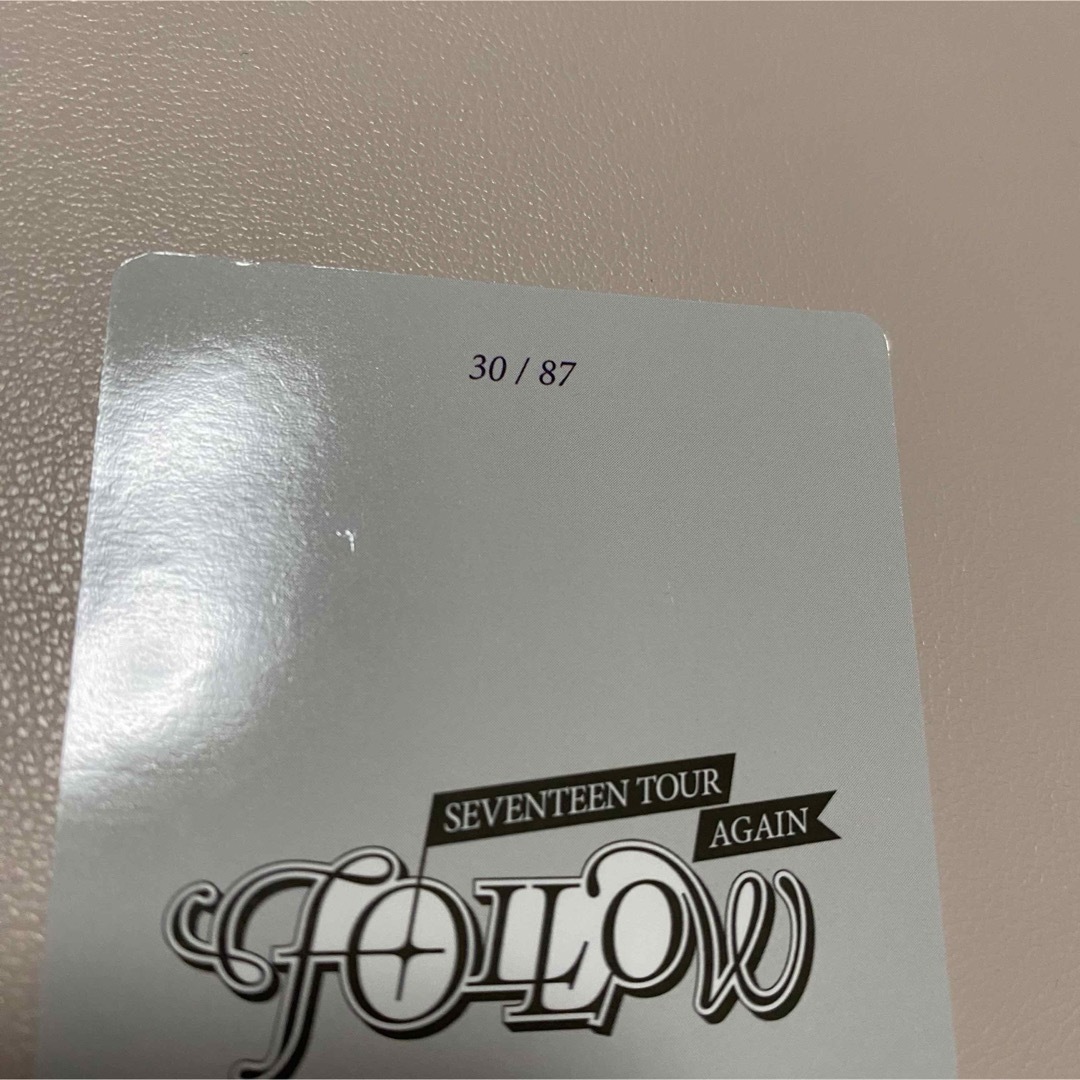 30 / 87
SEVENTEEN TOUR
AGAIN
FOLLOW